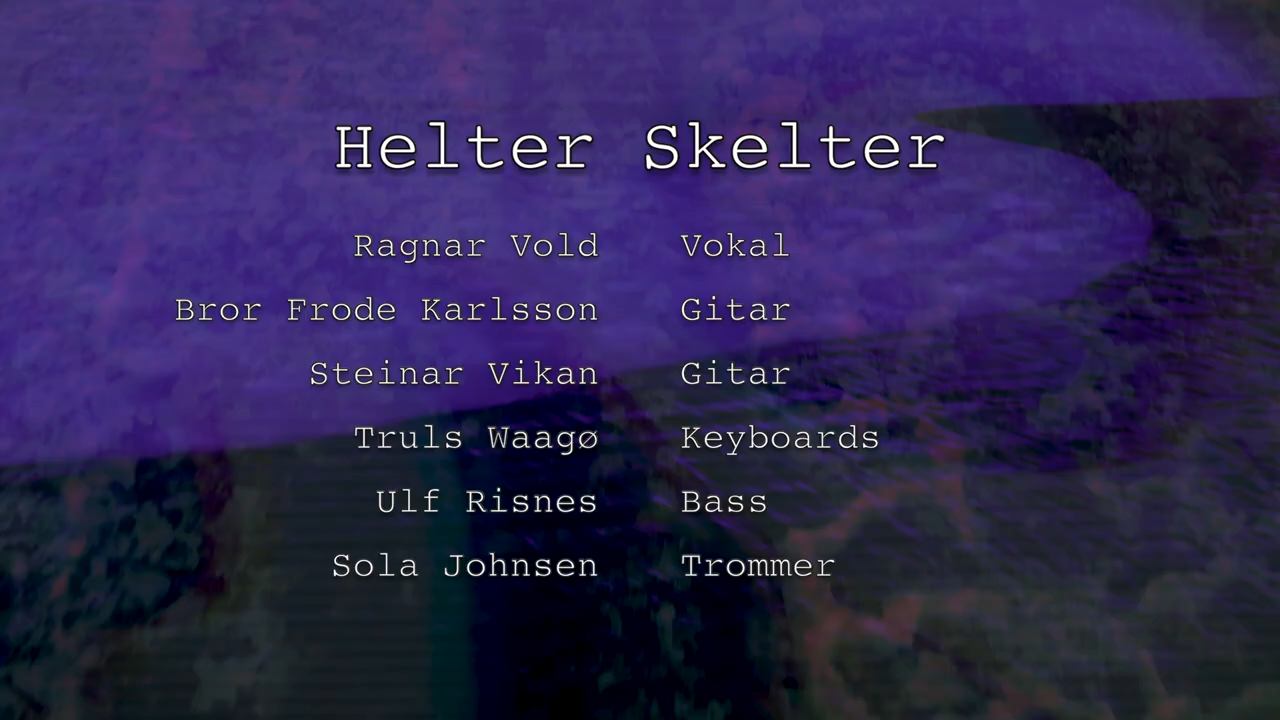 Helter Skelter
Ragnar Vold Vokal
Bror Frode Karlsson Gitar
Steinar Vikan Gitar
Truls Waagø Keyboards
Ulf Risnes Bass
Sola Johnsen Trommer